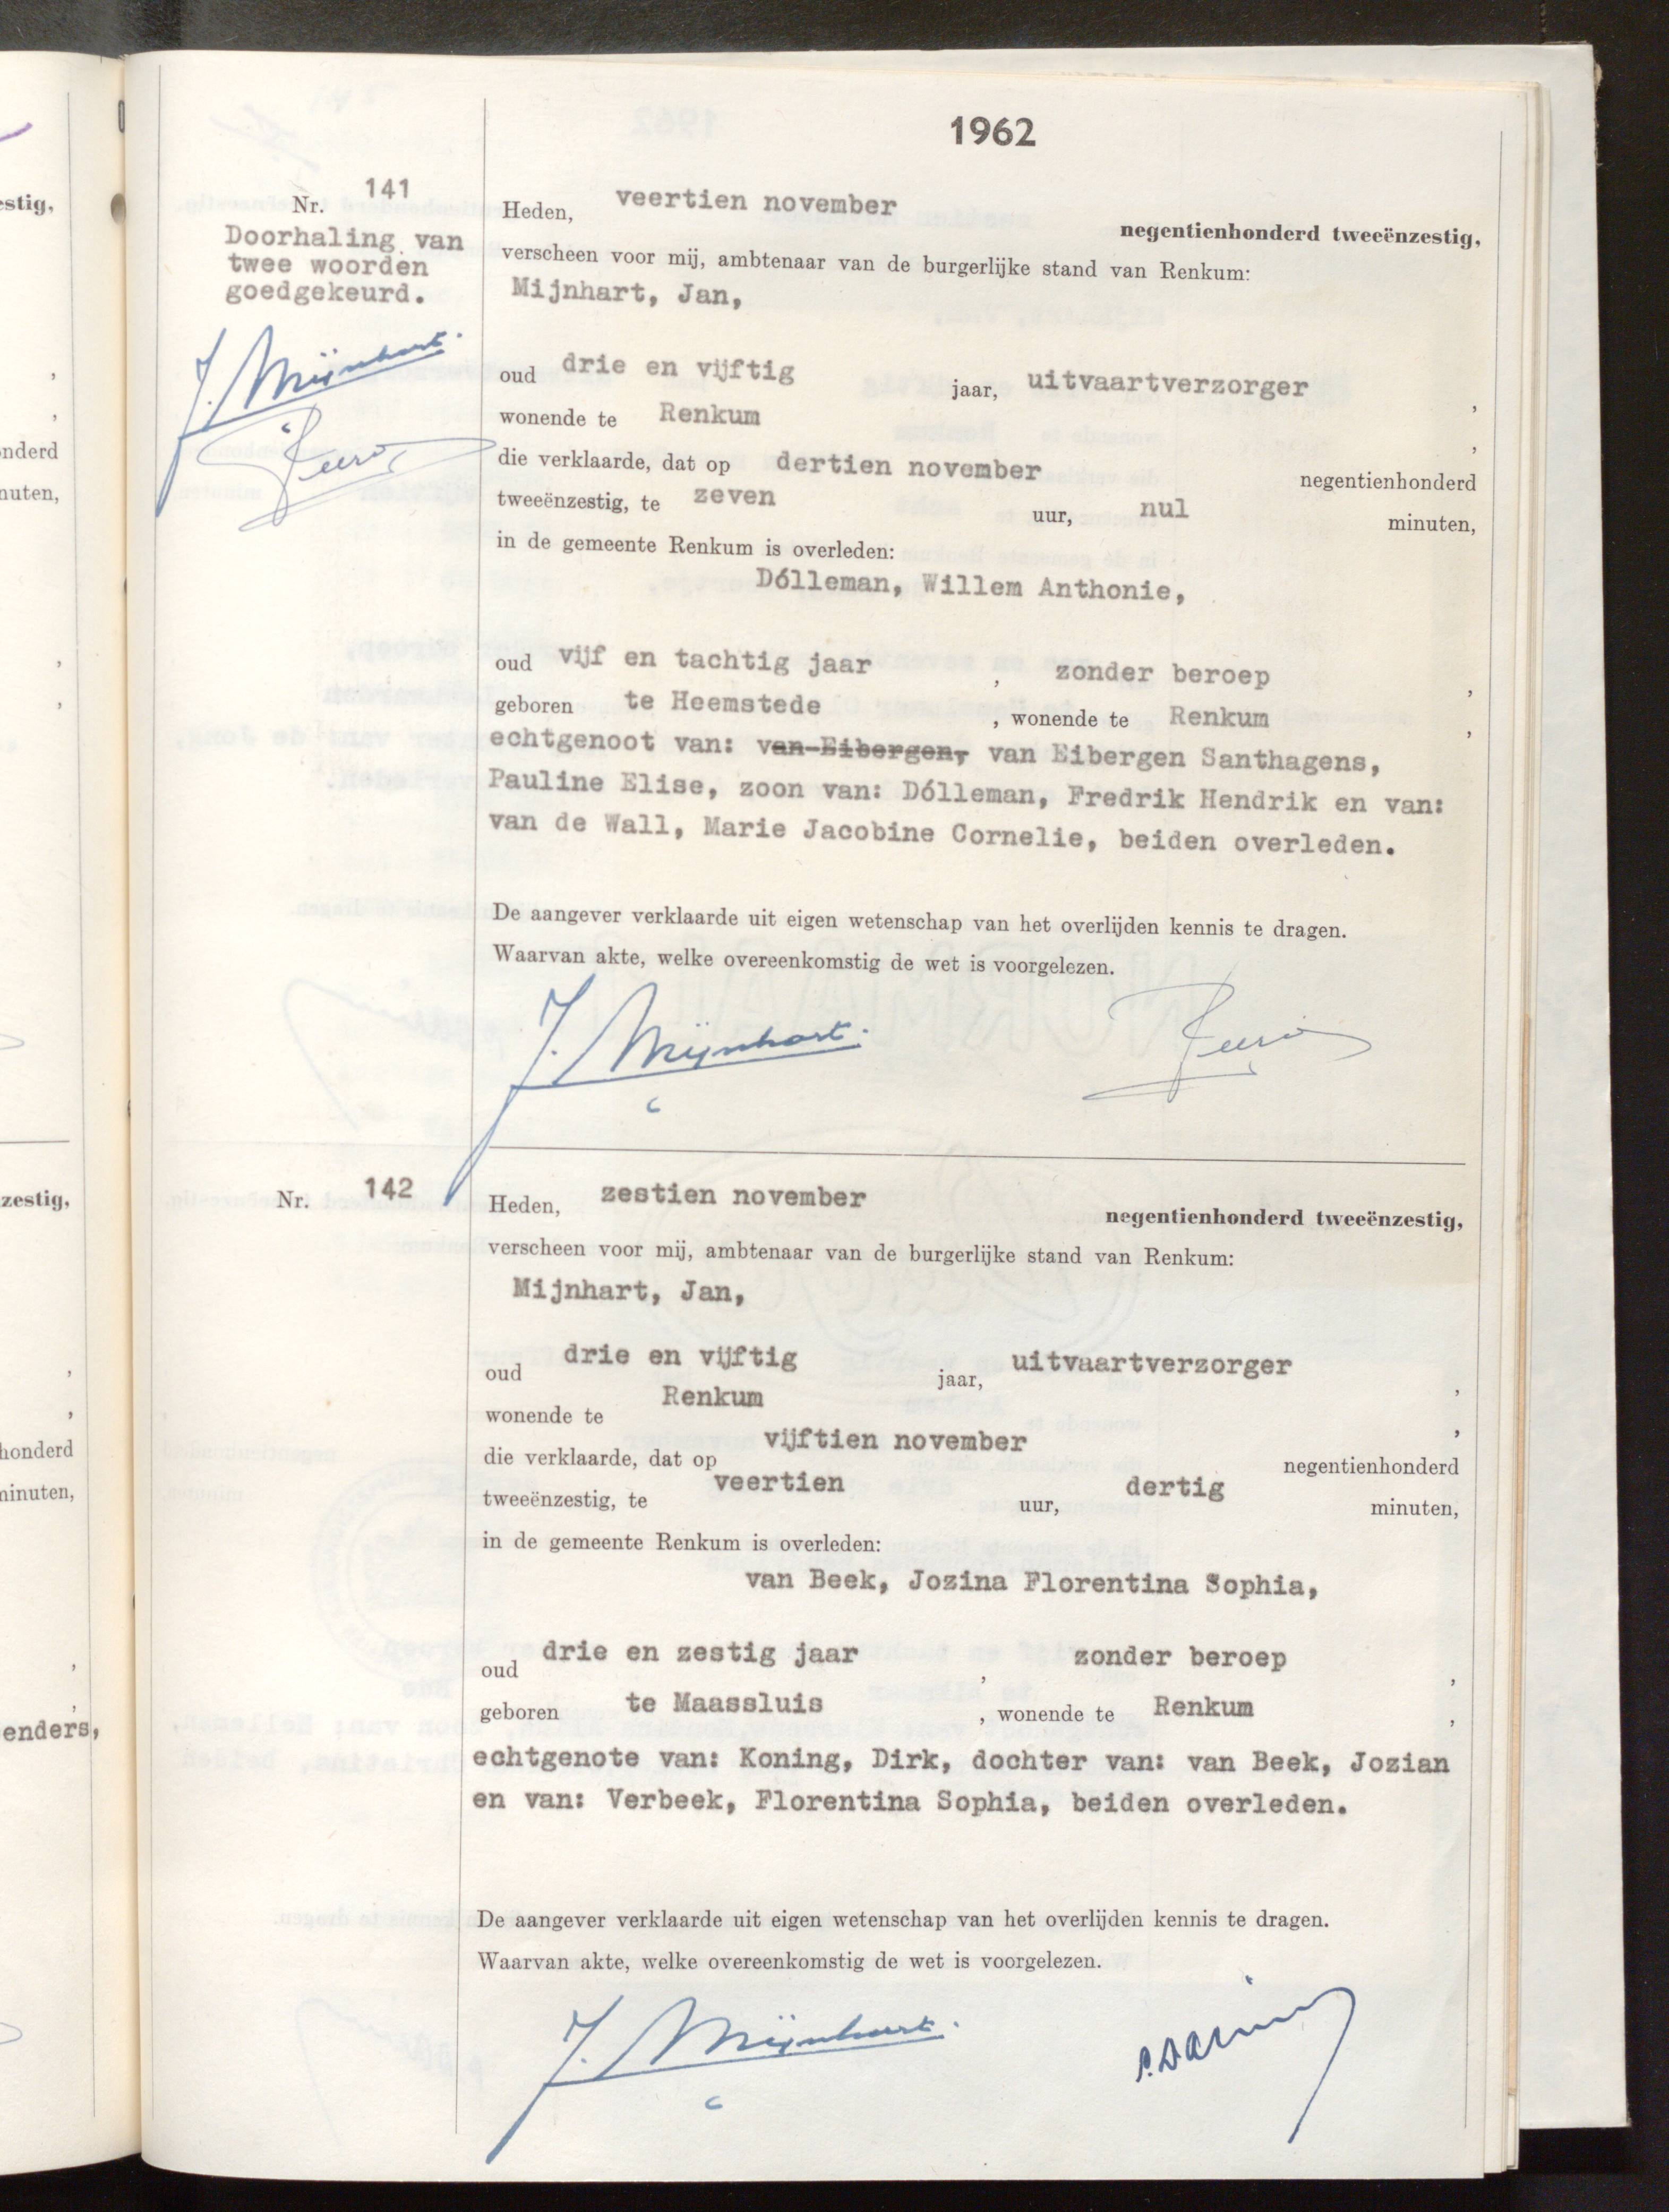 1962
Nr. 141
Doorhaling van
twee woorden
goedgekeurd.
J. Mijnhart.
Heden, veertien november negentienhonderd tweeënzestig,
verscheen voor mij, ambtenaar van de burgerlijke stand van Renkum:
Mijnhart, Jan,
oud drie en vijftig jaar, uitvaartverzorger ,
wonende te Renkum ,
die verklaarde, dat op dertien november negentienhonderd
tweeënzestig, te zeven uur, nul minuten,
in de gemeente Renkum is overleden:
Dólleman, Willem Anthonie,
oud vijf en tachtig jaar , zonder beroep ,
geboren te Heemstede , wonende te Renkum ,
echtgenoot van: van Eibergen, van Eibergen Santhagens,
Pauline Elise, zoon van: Dólleman, Fredrik Hendrik en van:
van de Wall, Marie Jacobine Cornelie, beiden overleden.
De aangever verklaarde uit eigen wetenschap van het overlijden kennis te dragen.
Waarvan akte, welke overeenkomstig de wet is voorgelezen.
J. Mijnhart.
Nr. 142
Heden, zestien november negentienhonderd tweeënzestig,
verscheen voor mij, ambtenaar van de burgerlijke stand van Renkum:
Mijnhart, Jan,
oud drie en vijftig jaar, uitvaartverzorger ,
wonende te Renkum ,
die verklaarde, dat op vijftien november negentienhonderd
tweeënzestig, te veertien uur, dertig minuten,
in de gemeente Renkum is overleden:
van Beek, Jozina Florentina Sophia,
oud drie en zestig jaar , zonder beroep ,
geboren te Maassluis , wonende te Renkum ,
echtgenote van: Koning, Dirk, dochter van: van Beek, Jozian
en van: Verbeek, Florentina Sophia, beiden overleden.
De aangever verklaarde uit eigen wetenschap van het overlijden kennis te dragen.
Waarvan akte, welke overeenkomstig de wet is voorgelezen.
J. Mijnhart.